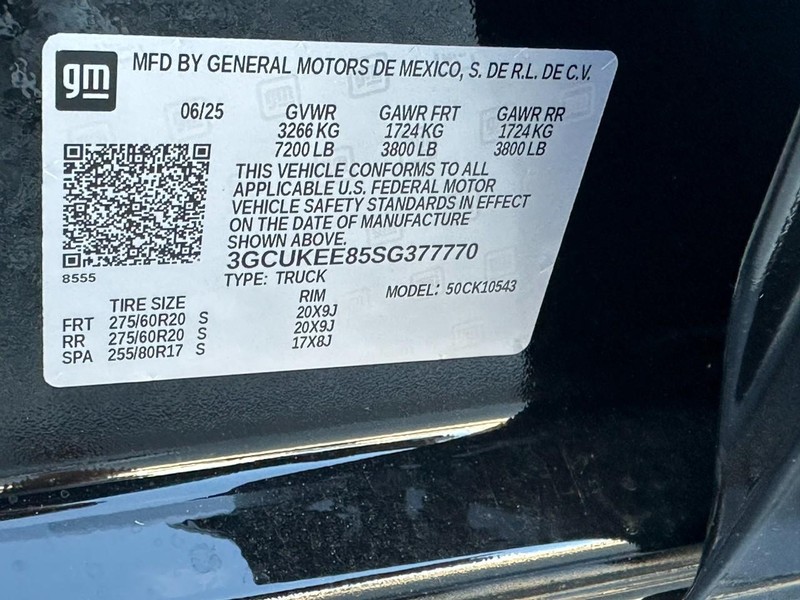 gm
MFD BY GENERAL MOTORS DE MEXICO, S. DE R.L. DE C.V.
06/25 GVWR GAWR FRT GAWR RR
3266 KG 1724 KG 1724 KG
7200 LB 3800 LB 3800 LB
THIS VEHICLE CONFORMS TO ALL
APPLICABLE U.S. FEDERAL MOTOR
VEHICLE SAFETY STANDARDS IN EFFECT
ON THE DATE OF MANUFACTURE
SHOWN ABOVE.
3GCUKEE85SG377770
8555
TYPE: TRUCK MODEL: 50CK10543
TIRE SIZE RIM
FRT 275/60R20 S 20X9J
RR 275/60R20 S 20X9J
SPA 255/80R17 S 17X8J